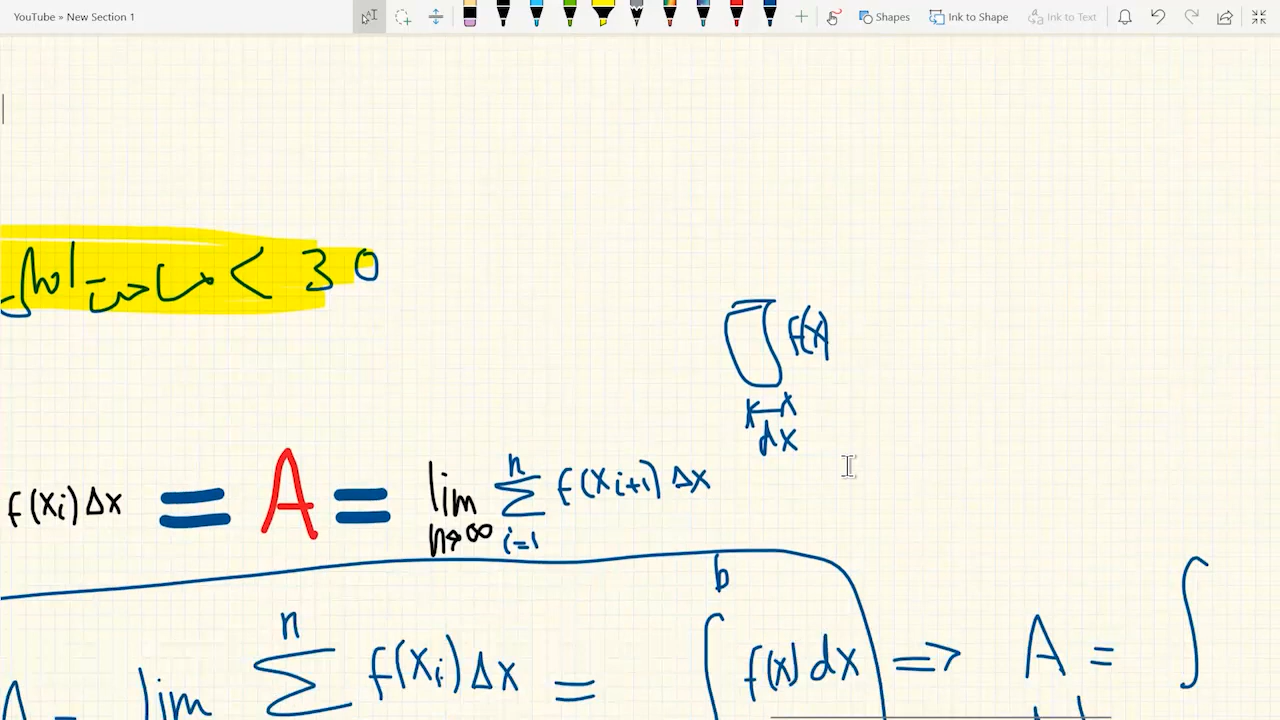 YouTube » New Section 1
Shapes
Ink to Shape
Ink to Text
< 30
f(x)
dx
f(xi)Δx = A = lim n→∞ n Σ i=1 f(xi+1) Δx
n Σ f(xi) Δx = b ∫ f(x) dx => A = ∫
lim